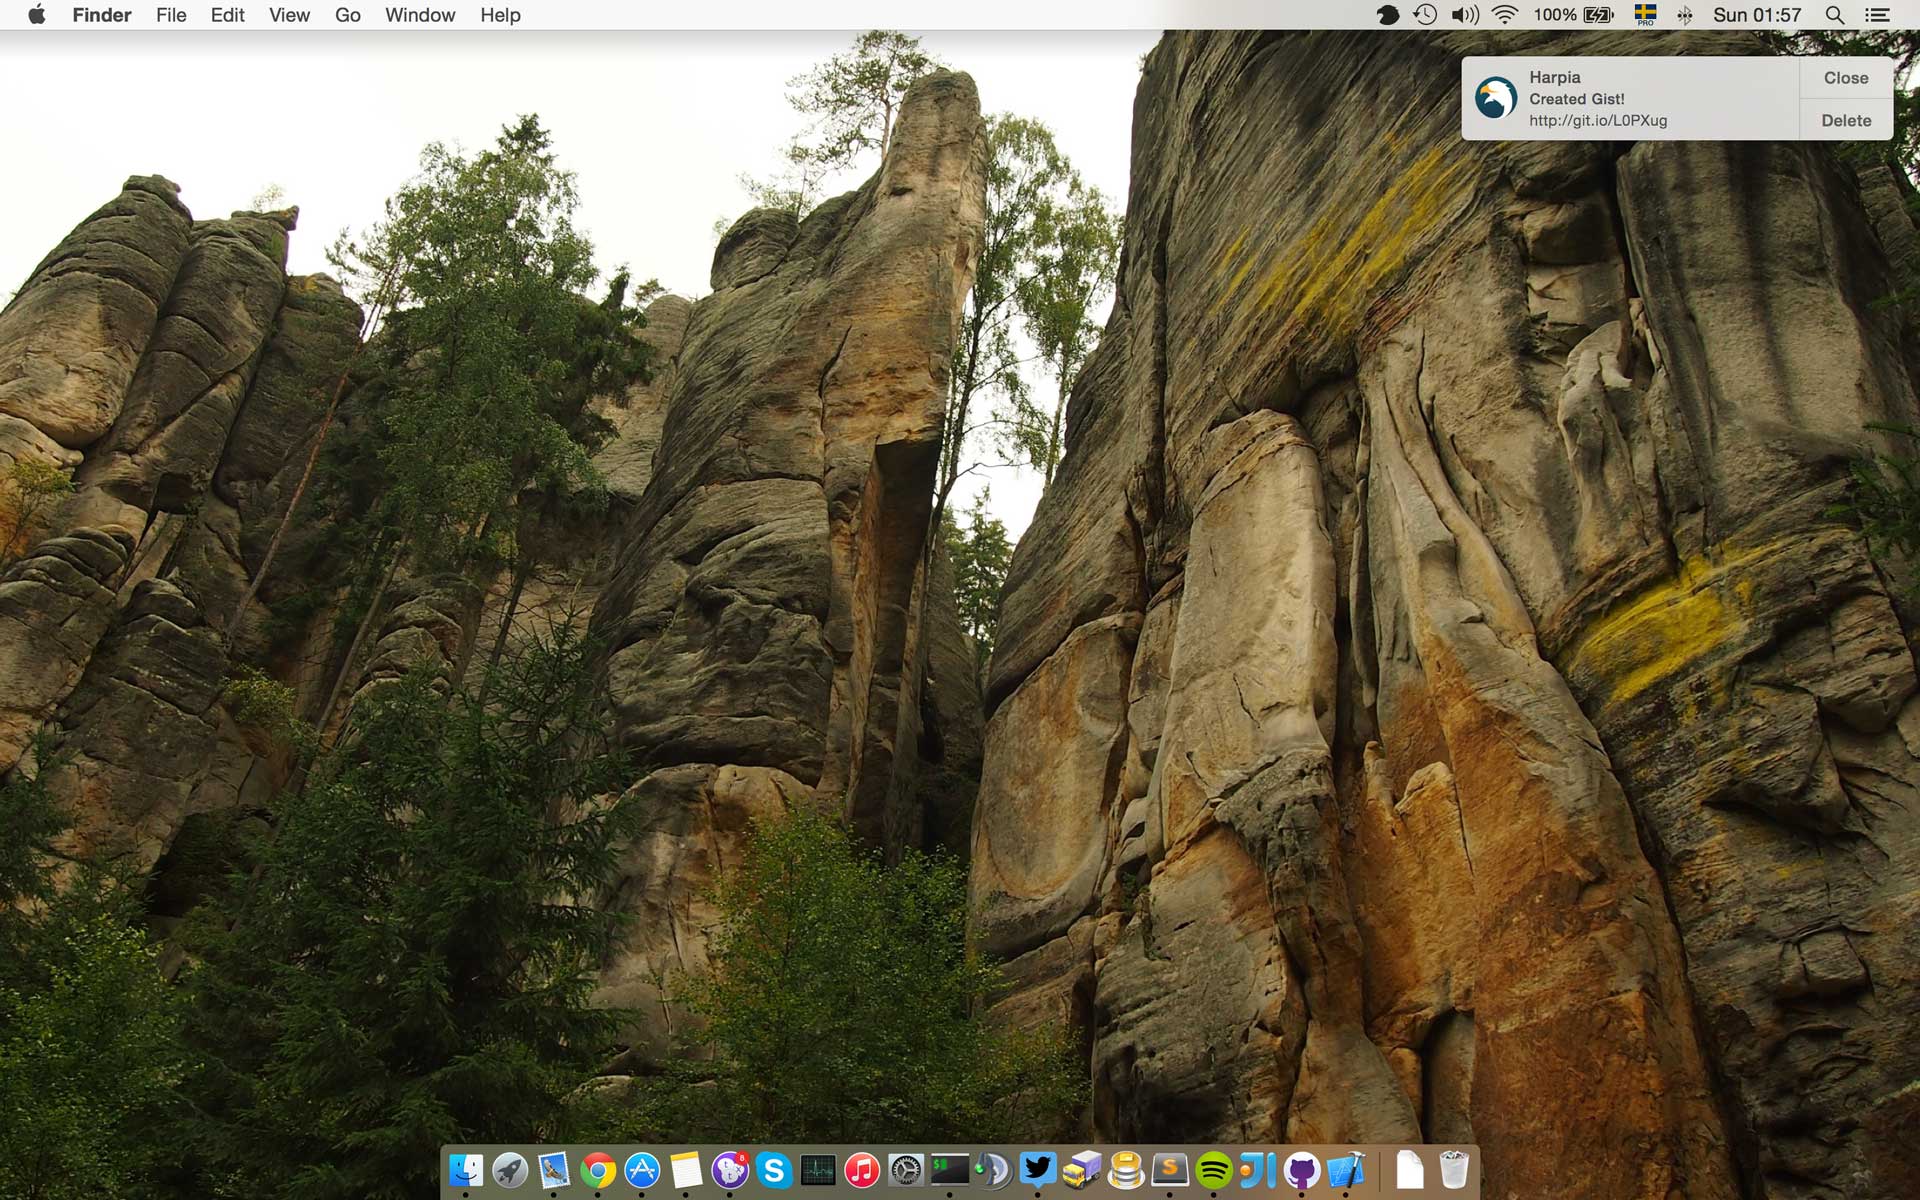 Finder File Edit View Go Window Help 100% PRO Sun 01:57
Harpia
Created Gist!
http://git.io/L0PXug
Close
Delete
8
$
S